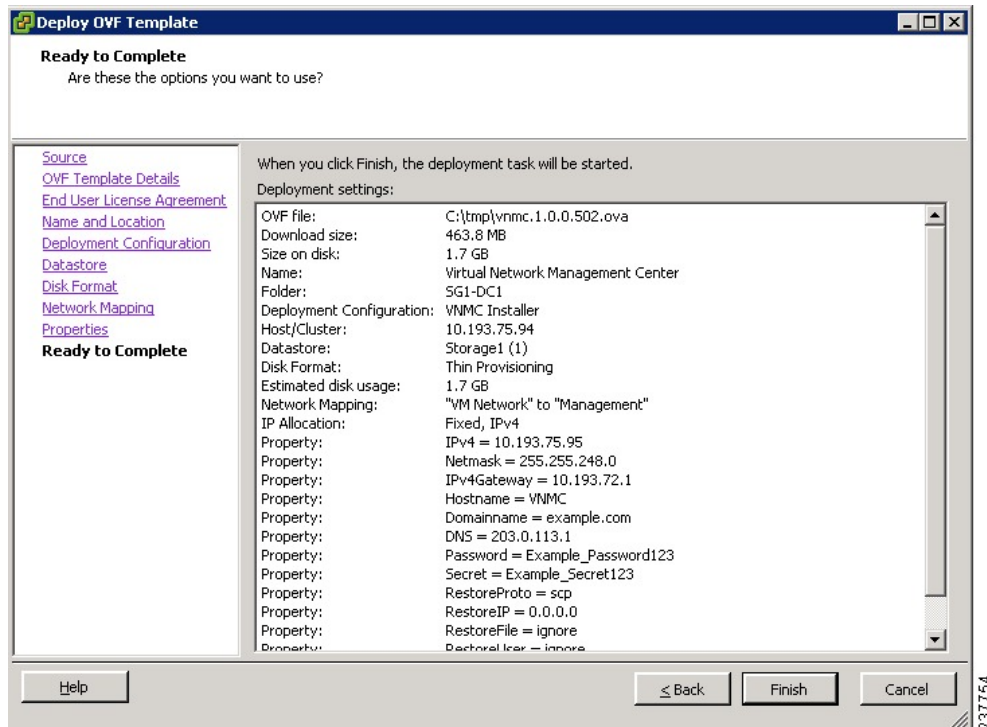 Deploy OVF Template
Ready to Complete
Are these the options you want to use?
Source
OVF Template Details
End User License Agreement
Name and Location
Deployment Configuration
Datastore
Disk Format
Network Mapping
Properties
Ready to Complete
When you click Finish, the deployment task will be started.
Deployment settings:
OVF file: C:\tmp\vnmc.1.0.0.502.ova
Download size: 463.8 MB
Size on disk: 1.7 GB
Name: Virtual Network Management Center
Folder: SG1-DC1
Deployment Configuration: VNMC Installer
Host/Cluster: 10.193.75.94
Datastore: Storage1 (1)
Disk Format: Thin Provisioning
Estimated disk usage: 1.7 GB
Network Mapping: "VM Network" to "Management"
IP Allocation: Fixed, IPv4
Property: IPv4 = 10.193.75.95
Property: Netmask = 255.255.248.0
Property: IPv4Gateway = 10.193.72.1
Property: Hostname = VNMC
Property: Domainname = example.com
Property: DNS = 203.0.113.1
Property: Password = Example_Password123
Property: Secret = Example_Secret123
Property: RestoreProto = scp
Property: RestoreIP = 0.0.0.0
Property: RestoreFile = ignore
Property: RestoreUser = ignore
Help
≤ Back
Finish
Cancel